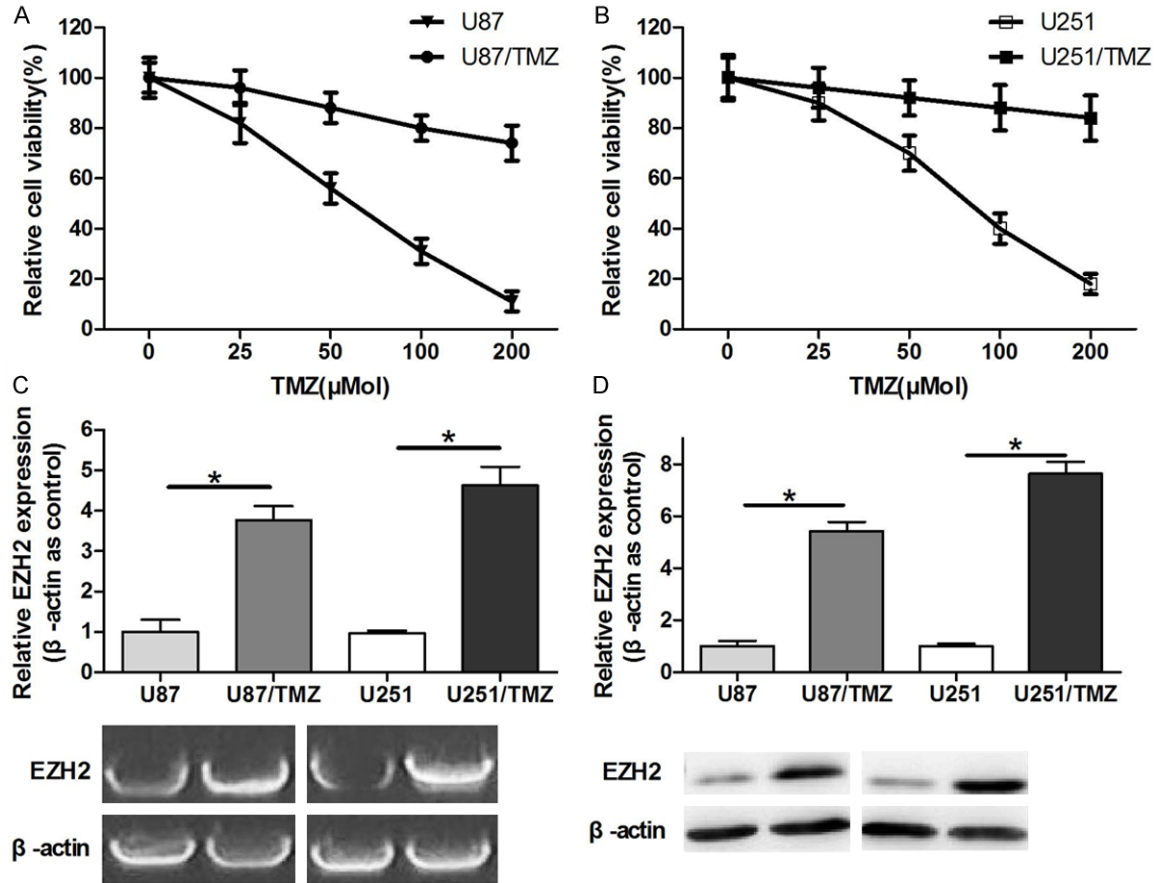 A
U87
U87/TMZ
Relative cell viability(%)
120
100
80
60
40
20
0
0 25 50 100 200
TMZ(μMol)
B
U251
U251/TMZ
Relative cell viability(%)
120
100
80
60
40
20
0
0 25 50 100 200
TMZ(μMol)
C
Relative EZH2 expression
(β -actin as control)
6
5
4
3
2
1
0
*
*
U87 U87/TMZ U251 U251/TMZ
EZH2
β -actin
D
Relative EZH2 expression
(β -actin as control)
8
6
4
2
0
*
*
U87 U87/TMZ U251 U251/TMZ
EZH2
β -actin